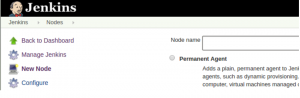 Jenkins
Jenkins › Nodes ›
Back to Dashboard
Manage Jenkins
New Node
Configure
Node name
Permanent Agent
Adds a plain, permanent agent to Jen
agents, such as dynamic provisioning.
computer, virtual machines managed